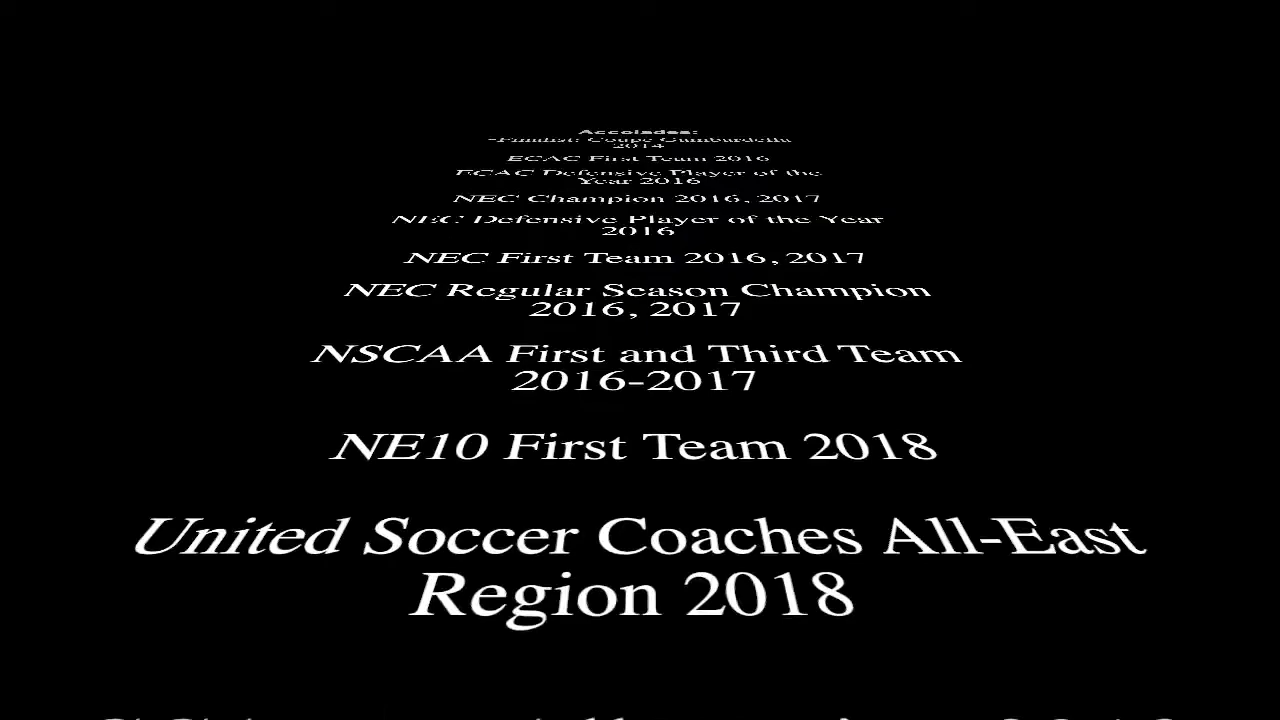 Accolades:
-Finalist: Coupe Gambardella
2014
ECAC First Team 2016
ECAC Defensive Player of the
Year 2016
NEC Champion 2016, 2017
NEC Defensive Player of the Year
2016
NEC First Team 2016, 2017
NEC Regular Season Champion
2016, 2017
NSCAA First and Third Team
2016-2017
NE10 First Team 2018
United Soccer Coaches All-East
Region 2018